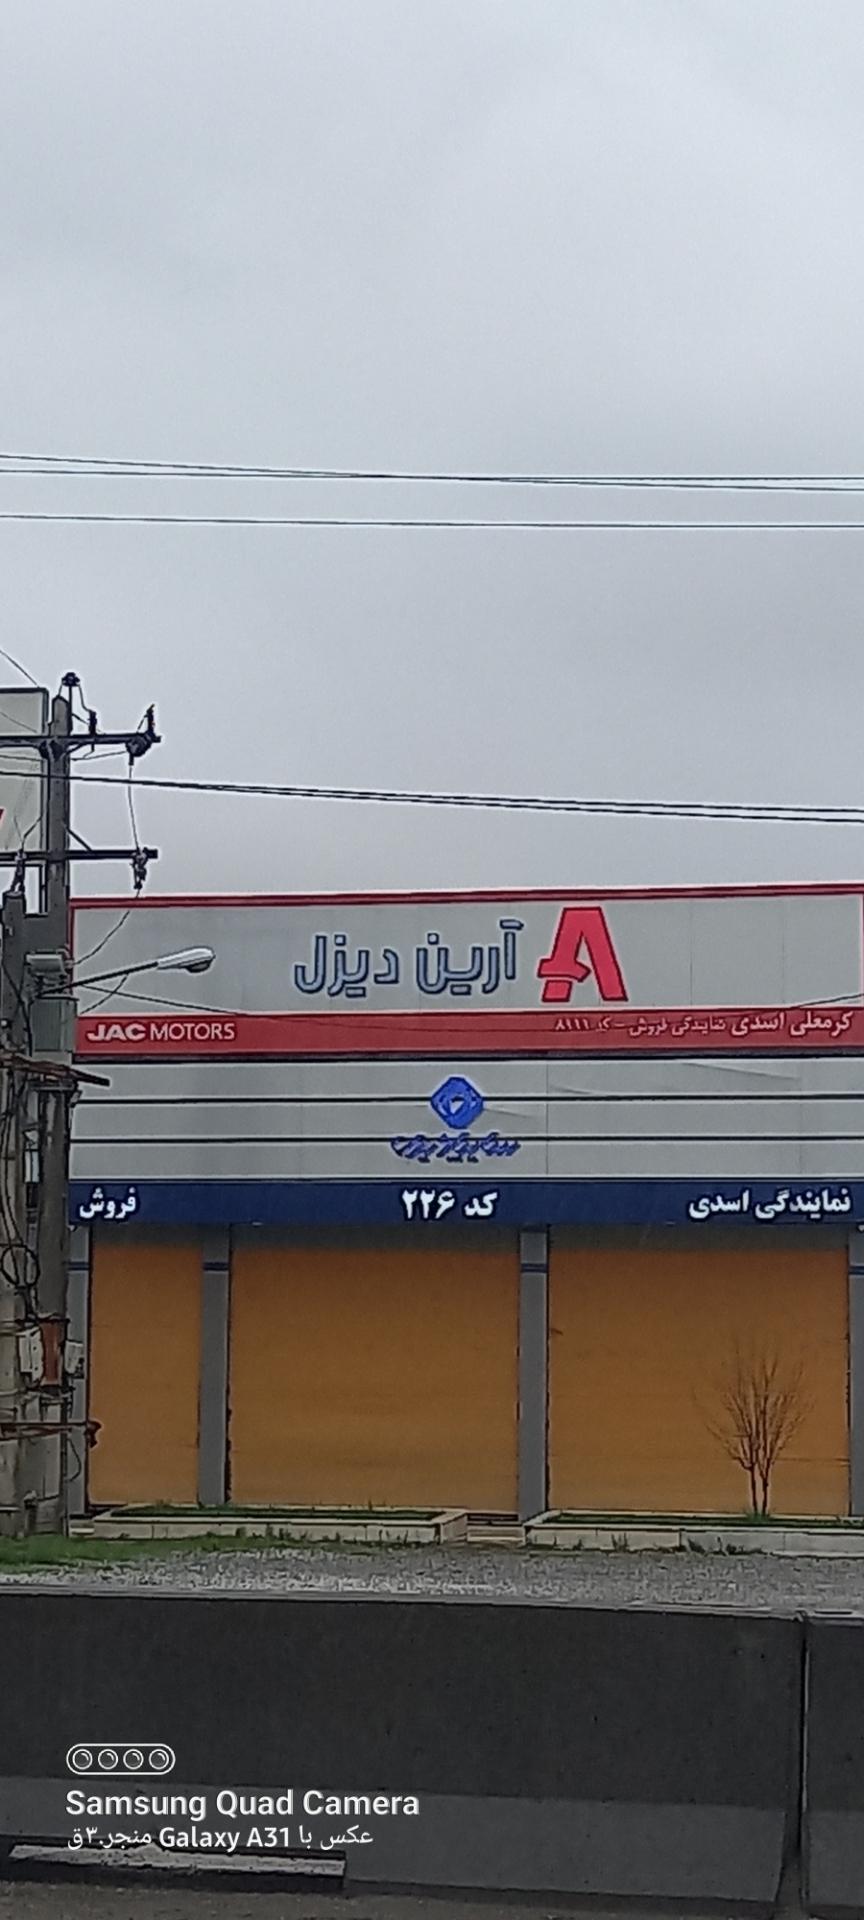 آرین دیزل
کرمعلی اسدی نمایندگی فروش - کد ۸۱۱۱
JAC MOTORS
نمایندگی اسدی
کد ۲۲۶
فروش
Samsung Quad Camera
عکس با Galaxy A31 منجر.۳ق